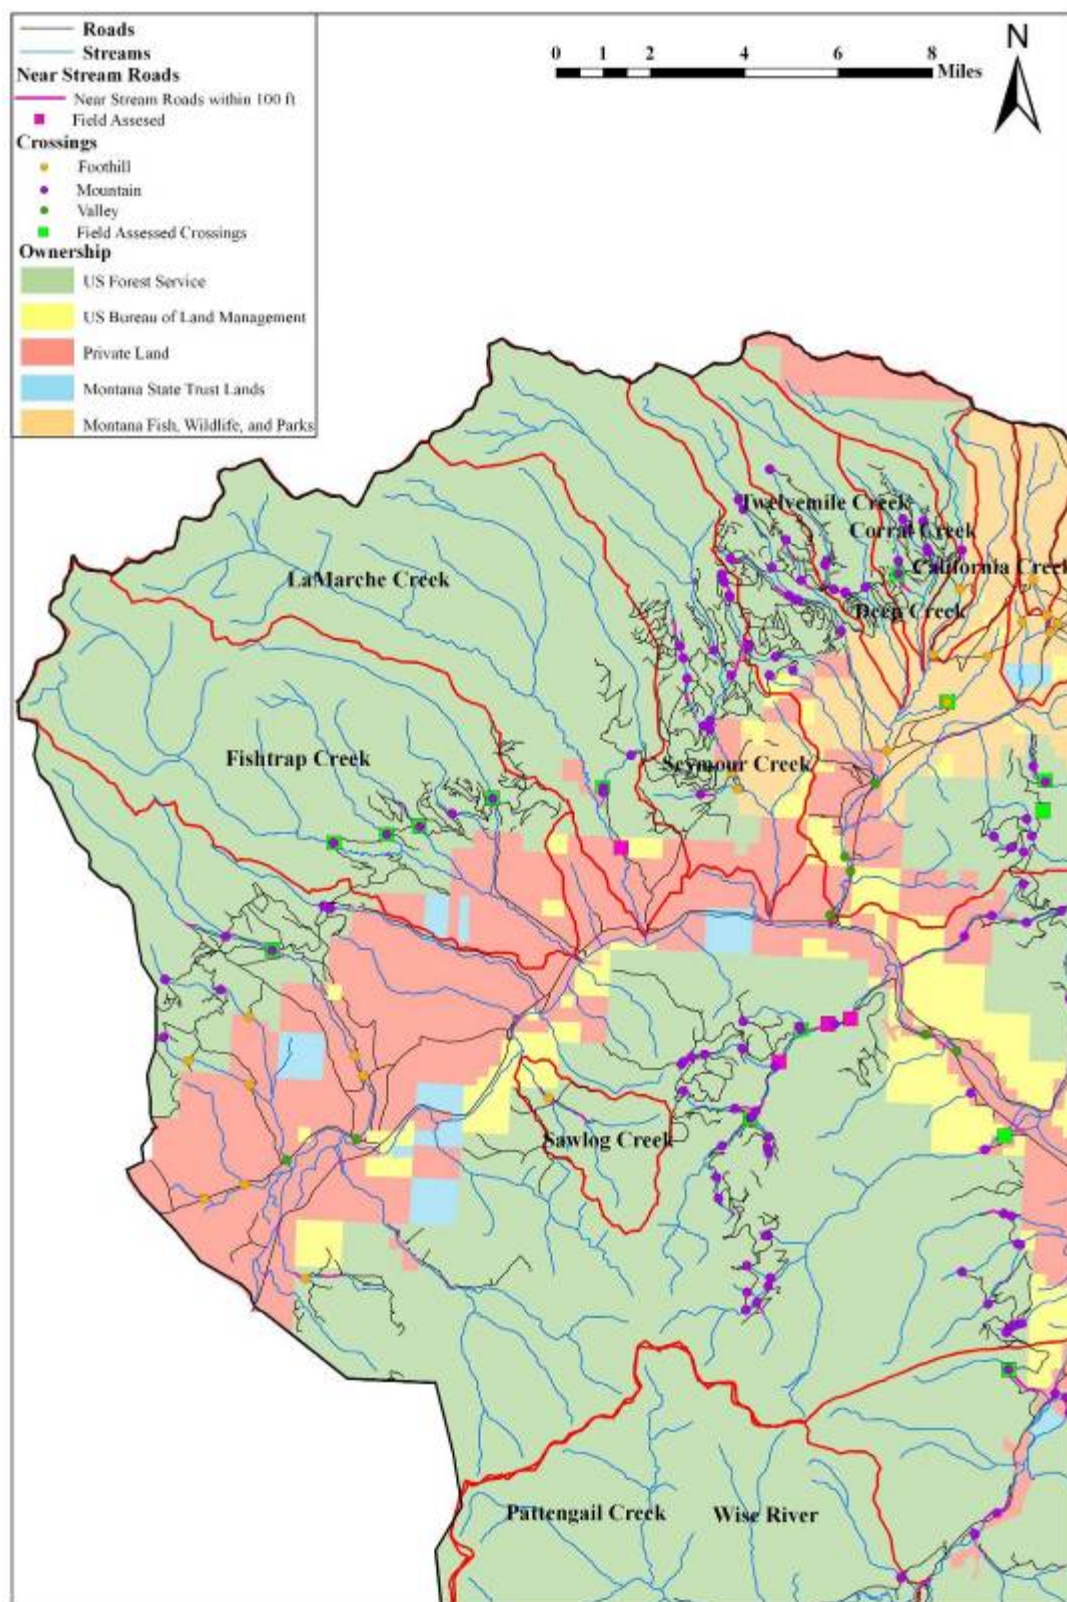 Roads
Streams
Near Stream Roads
Near Stream Roads within 100 ft
Field Assesed
Crossings
Foothill
Mountain
Valley
Field Assessed Crossings
Ownership
US Forest Service
US Bureau of Land Management
Private Land
Montana State Trust Lands
Montana Fish, Wildlife, and Parks
0 1 2 4 6 8
Miles
N
Twelvemile Creek
Corral Creek
LaMarche Creek
California Creek
Deep Creek
Fishtrap Creek
Seymour Creek
Sawlog Creek
Pattengail Creek
Wise River